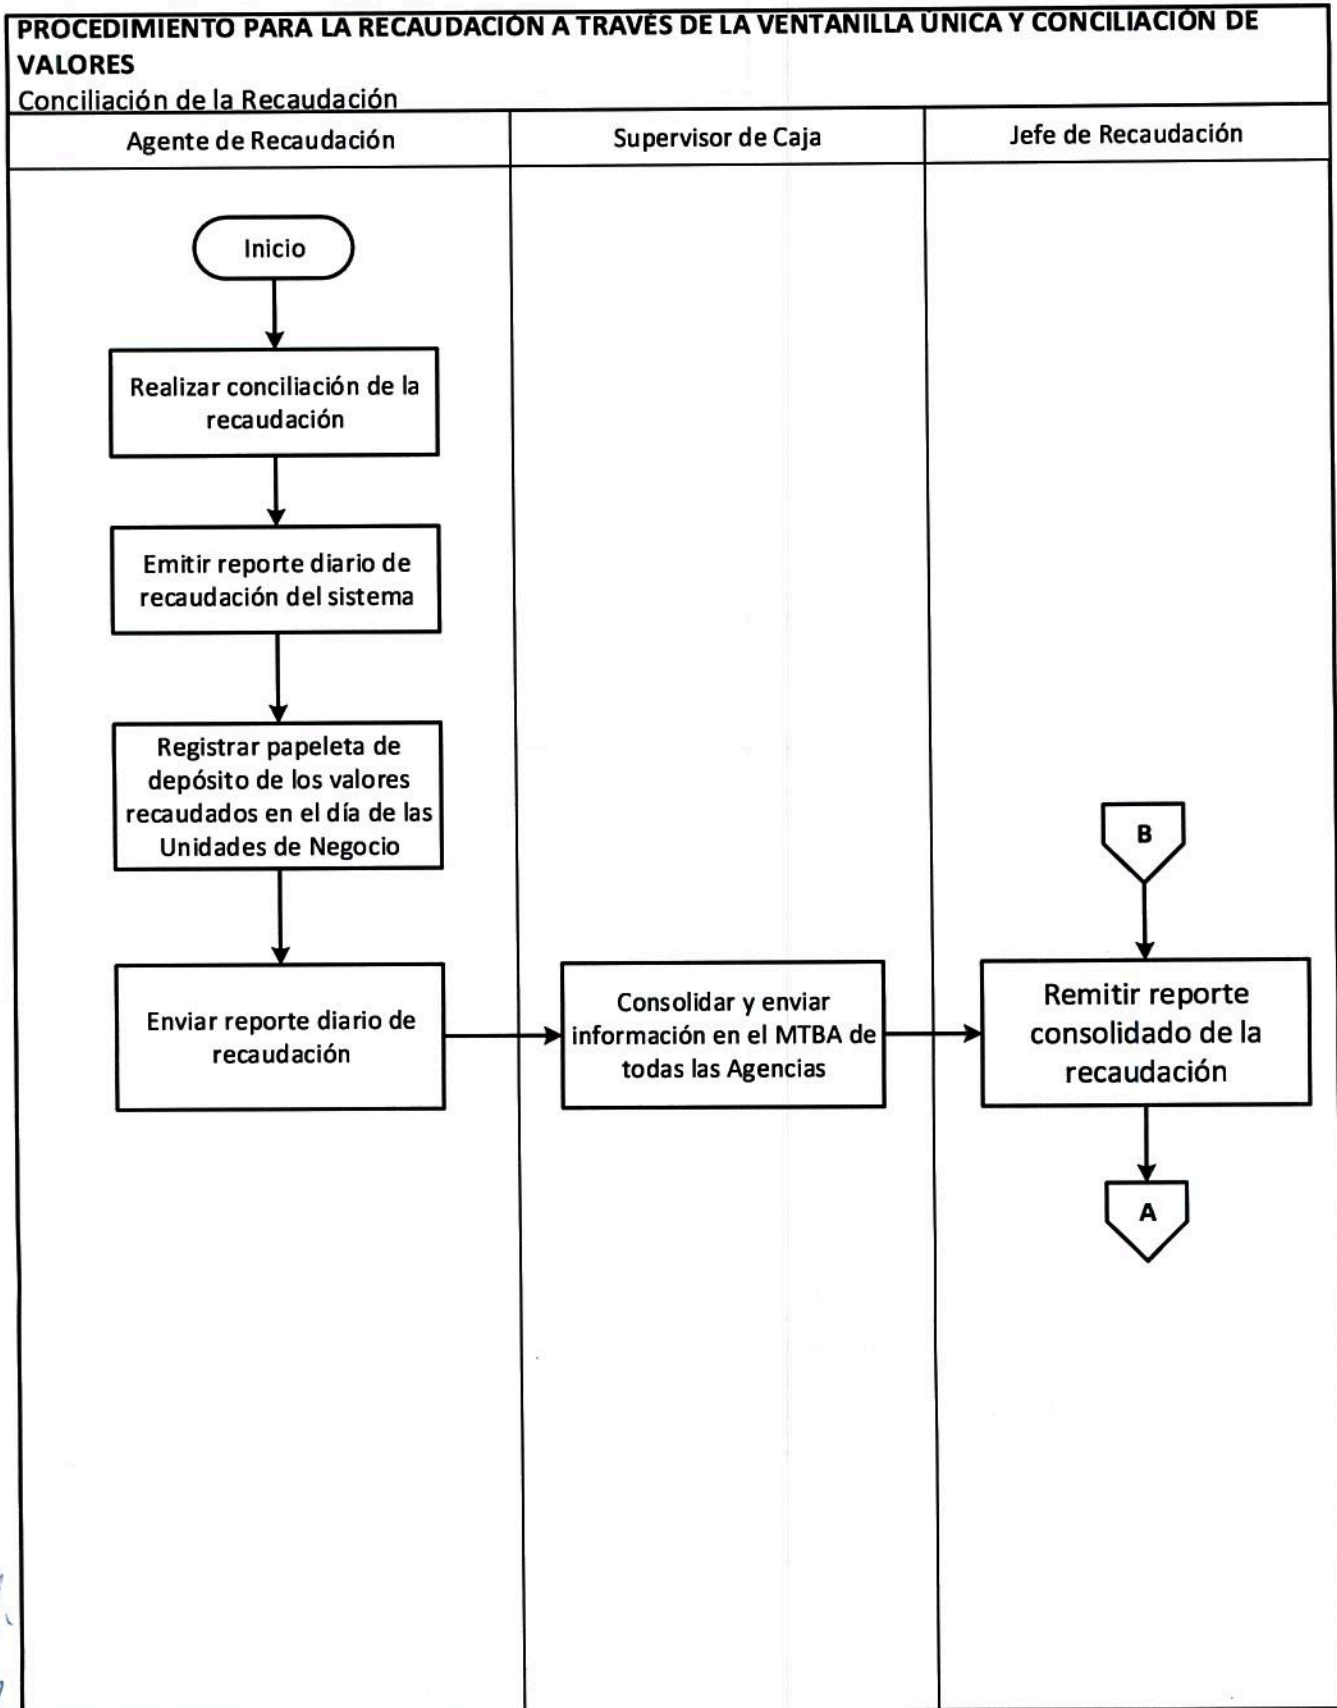 PROCEDIMIENTO PARA LA RECAUDACIÓN A TRAVÉS DE LA VENTANILLA ÚNICA Y CONCILIACIÓN DE
VALORES
Conciliación de la Recaudación
Agente de Recaudación
Supervisor de Caja
Jefe de Recaudación
Inicio
Realizar conciliación de la
recaudación
Emitir reporte diario de
recaudación del sistema
Registrar papeleta de
depósito de los valores
recaudados en el día de las
Unidades de Negocio
B
Enviar reporte diario de
recaudación
Consolidar y enviar
información en el MTBA de
todas las Agencias
Remitir reporte
consolidado de la
recaudación
A